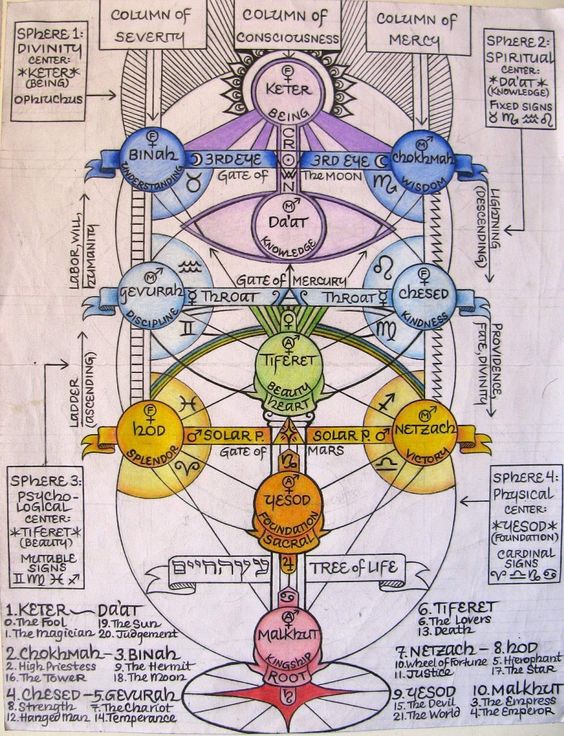 COLUMN OF SEVERITY
COLUMN OF CONSCIOUSNESS
COLUMN OF MERCY
SPHERE 1:
DIVINITY
CENTER:
*KETER*
(BEING)
OPHIUCHUS
SPHERE 2:
SPIRITUAL
CENTER:
*DA'AT*
(KNOWLEDGE)
FIXED SIGNS
♉ ♏ ♒ ♌
F
KETER
BEING
CROWN
F
BINAH
UNDERSTANDING
☽ 3RD EYE
3RD EYE ☾
M
CHOKHMAH
WISDOM
♉
GATE OF THE MOON
♏
M
DA'AT
KNOWLEDGE
LABOR, WILL, HUMANITY
LIGHTNING (DESCENDING)
♒
GATE OF MERCURY
♌
M
GEVURAH
DISCIPLINE
☿ THROAT
THROAT ☿
F
CHESED
KINDNESS
♊
♍
♀
A
TIFERET
BEAUTY
HEART
LADDER (ASCENDING)
PROVIDENCE, FATE, DIVINITY
♓
♐
F
HOD
SPLENDOR
♂ SOLAR P.
SOLAR P. ♂
M
NETZACH
VICTORY
♈
GATE OF MARS
♎
♑
A
YESOD
FOUNDATION
SACRAL
♃
SPHERE 3:
PSYCHO-
LOGICAL
CENTER:
*TIFERET*
(BEAUTY)
MUTABLE
SIGNS
♊ ♍ ♓ ♐
SPHERE 4:
PHYSICAL
CENTER:
*YESOD*
(FOUNDATION)
CARDINAL
SIGNS
♈ ♎ ♑ ♋
עץ החיים
TREE OF LIFE
♋
A
MALKHUT
KINGSHIP
ROOT
♄
1. KETER — DA'AT
0. THE FOOL 19. THE SUN
1. THE MAGICIAN 20. JUDGEMENT
2. CHOKHMAH – 3. BINAH
2. HIGH PRIESTESS 9. THE HERMIT
16. THE TOWER 18. THE MOON
4. CHESED – 5. GEVURAH
8. STRENGTH 7. THE CHARIOT
12. HANGED MAN 14. TEMPERANCE
6. TIFERET
6. THE LOVERS
13. DEATH
7. NETZACH – 8. HOD
10. WHEEL OF FORTUNE 5. HIEROPHANT
11. JUSTICE 17. THE STAR
9. YESOD
15. THE DEVIL
21. THE WORLD
10. MALKHUT
3. THE EMPRESS
4. THE EMPEROR